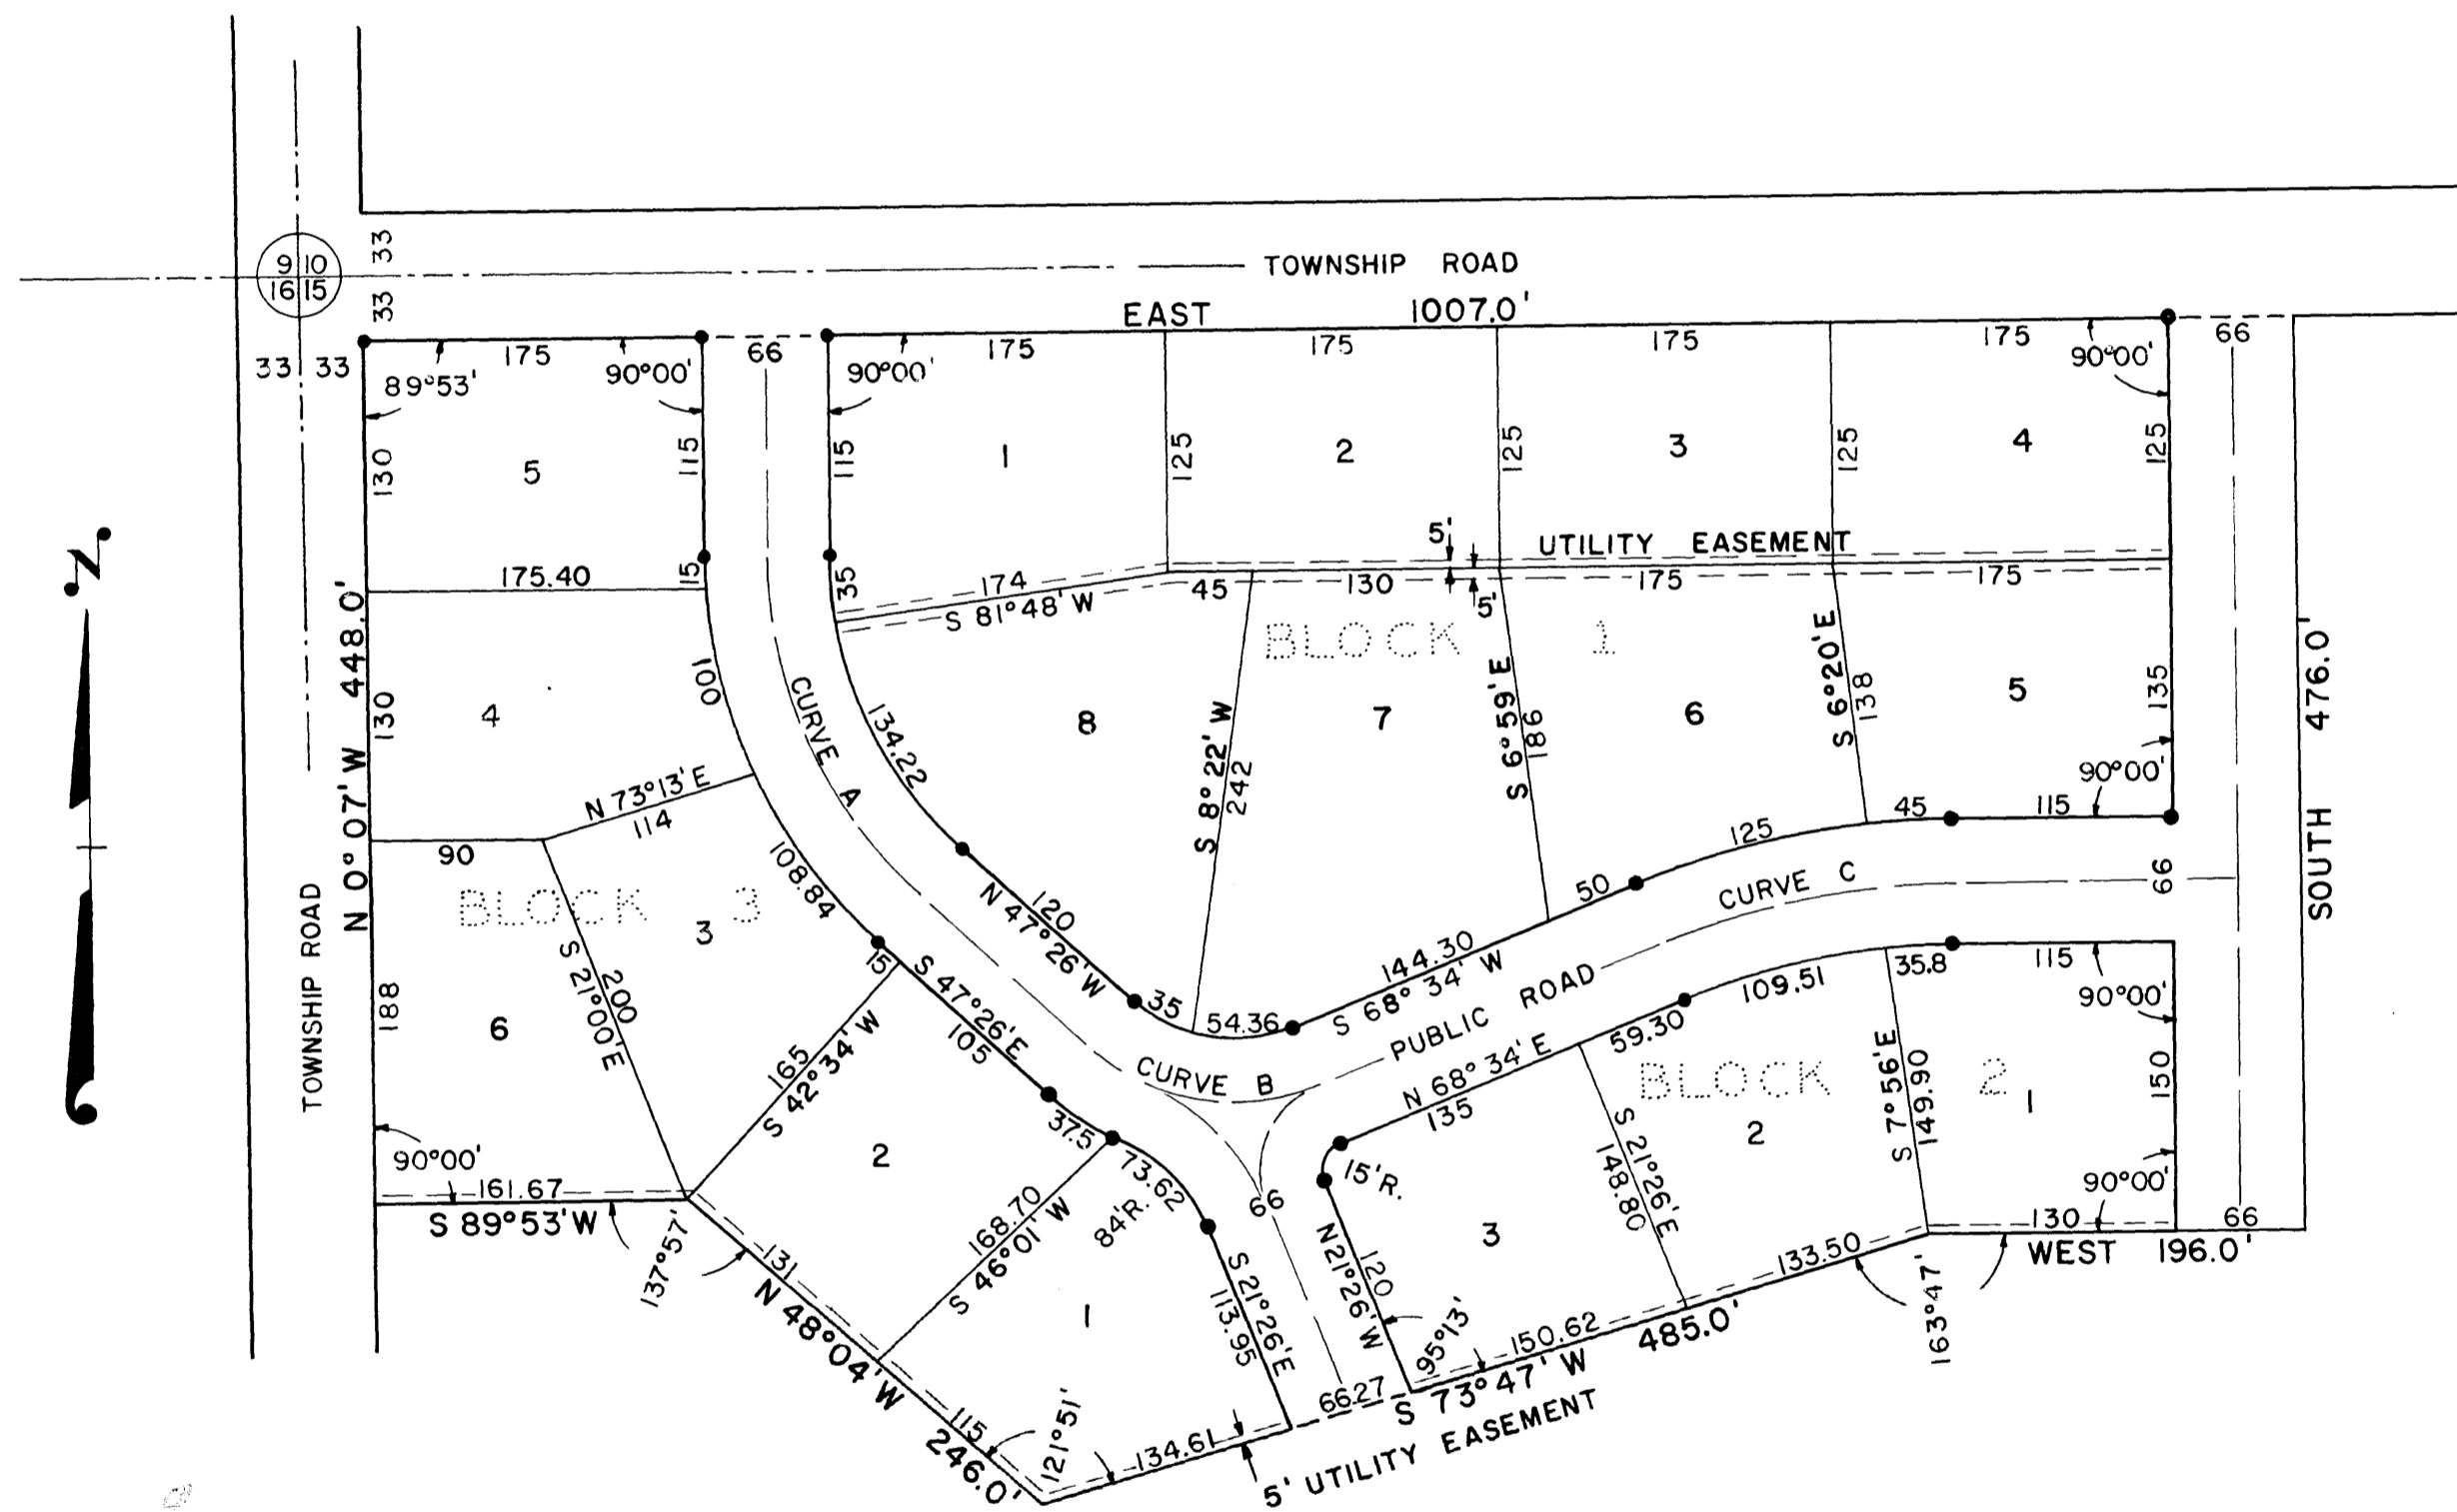 N
9 10
16 15
33
33
33 33
TOWNSHIP ROAD
EAST 1007.0'
175
66
175
175
175
175
66
89°53'
90°00'
90°00'
90°00'
130
5
115
115
1
125
2
125
3
125
4
125
15
35
175.40
174
S 81°48' W
45
130
5'
5'
UTILITY EASEMENT
175
175
BLOCK 1
N 0°07' W 448.0'
130
4
100
CURVE A
134.22
8
S 8°22' W
242
7
S 6°59' E
186
6
S 6°20' E
138
5
135
90°00'
SOUTH 476.0'
N 73°13' E
114
90
BLOCK 3
108.84
3
S 21°00' E
200
6
188
TOWNSHIP ROAD
15
S 47°26' E
105
120
N 47°26' W
35
54.36
144.30
S 68°34' W
50
125
45
115
66
CURVE C
PUBLIC ROAD
CURVE B
N 68°34' E
135
59.30
109.51
35.8
115
90°00'
BLOCK 2
1
150
S 7°56' E
149.90
2
S 21°26' E
148.80
90°00'
130
66
WEST 196.0'
165
S 42°34' W
2
37.5
73.62
84'R.
15'R.
66
3
90°00'
161.67
S 89°53' W
137°57'
131
N 48°04' W
246.0'
115
168.70
S 46°01' W
1
S 21°26' E
113.95
N 21°26' W
120
95°13'
150.62
133.50
163°47'
485.0'
S 73°47' W
66.27
121°51'
134.61
5' UTILITY EASEMENT